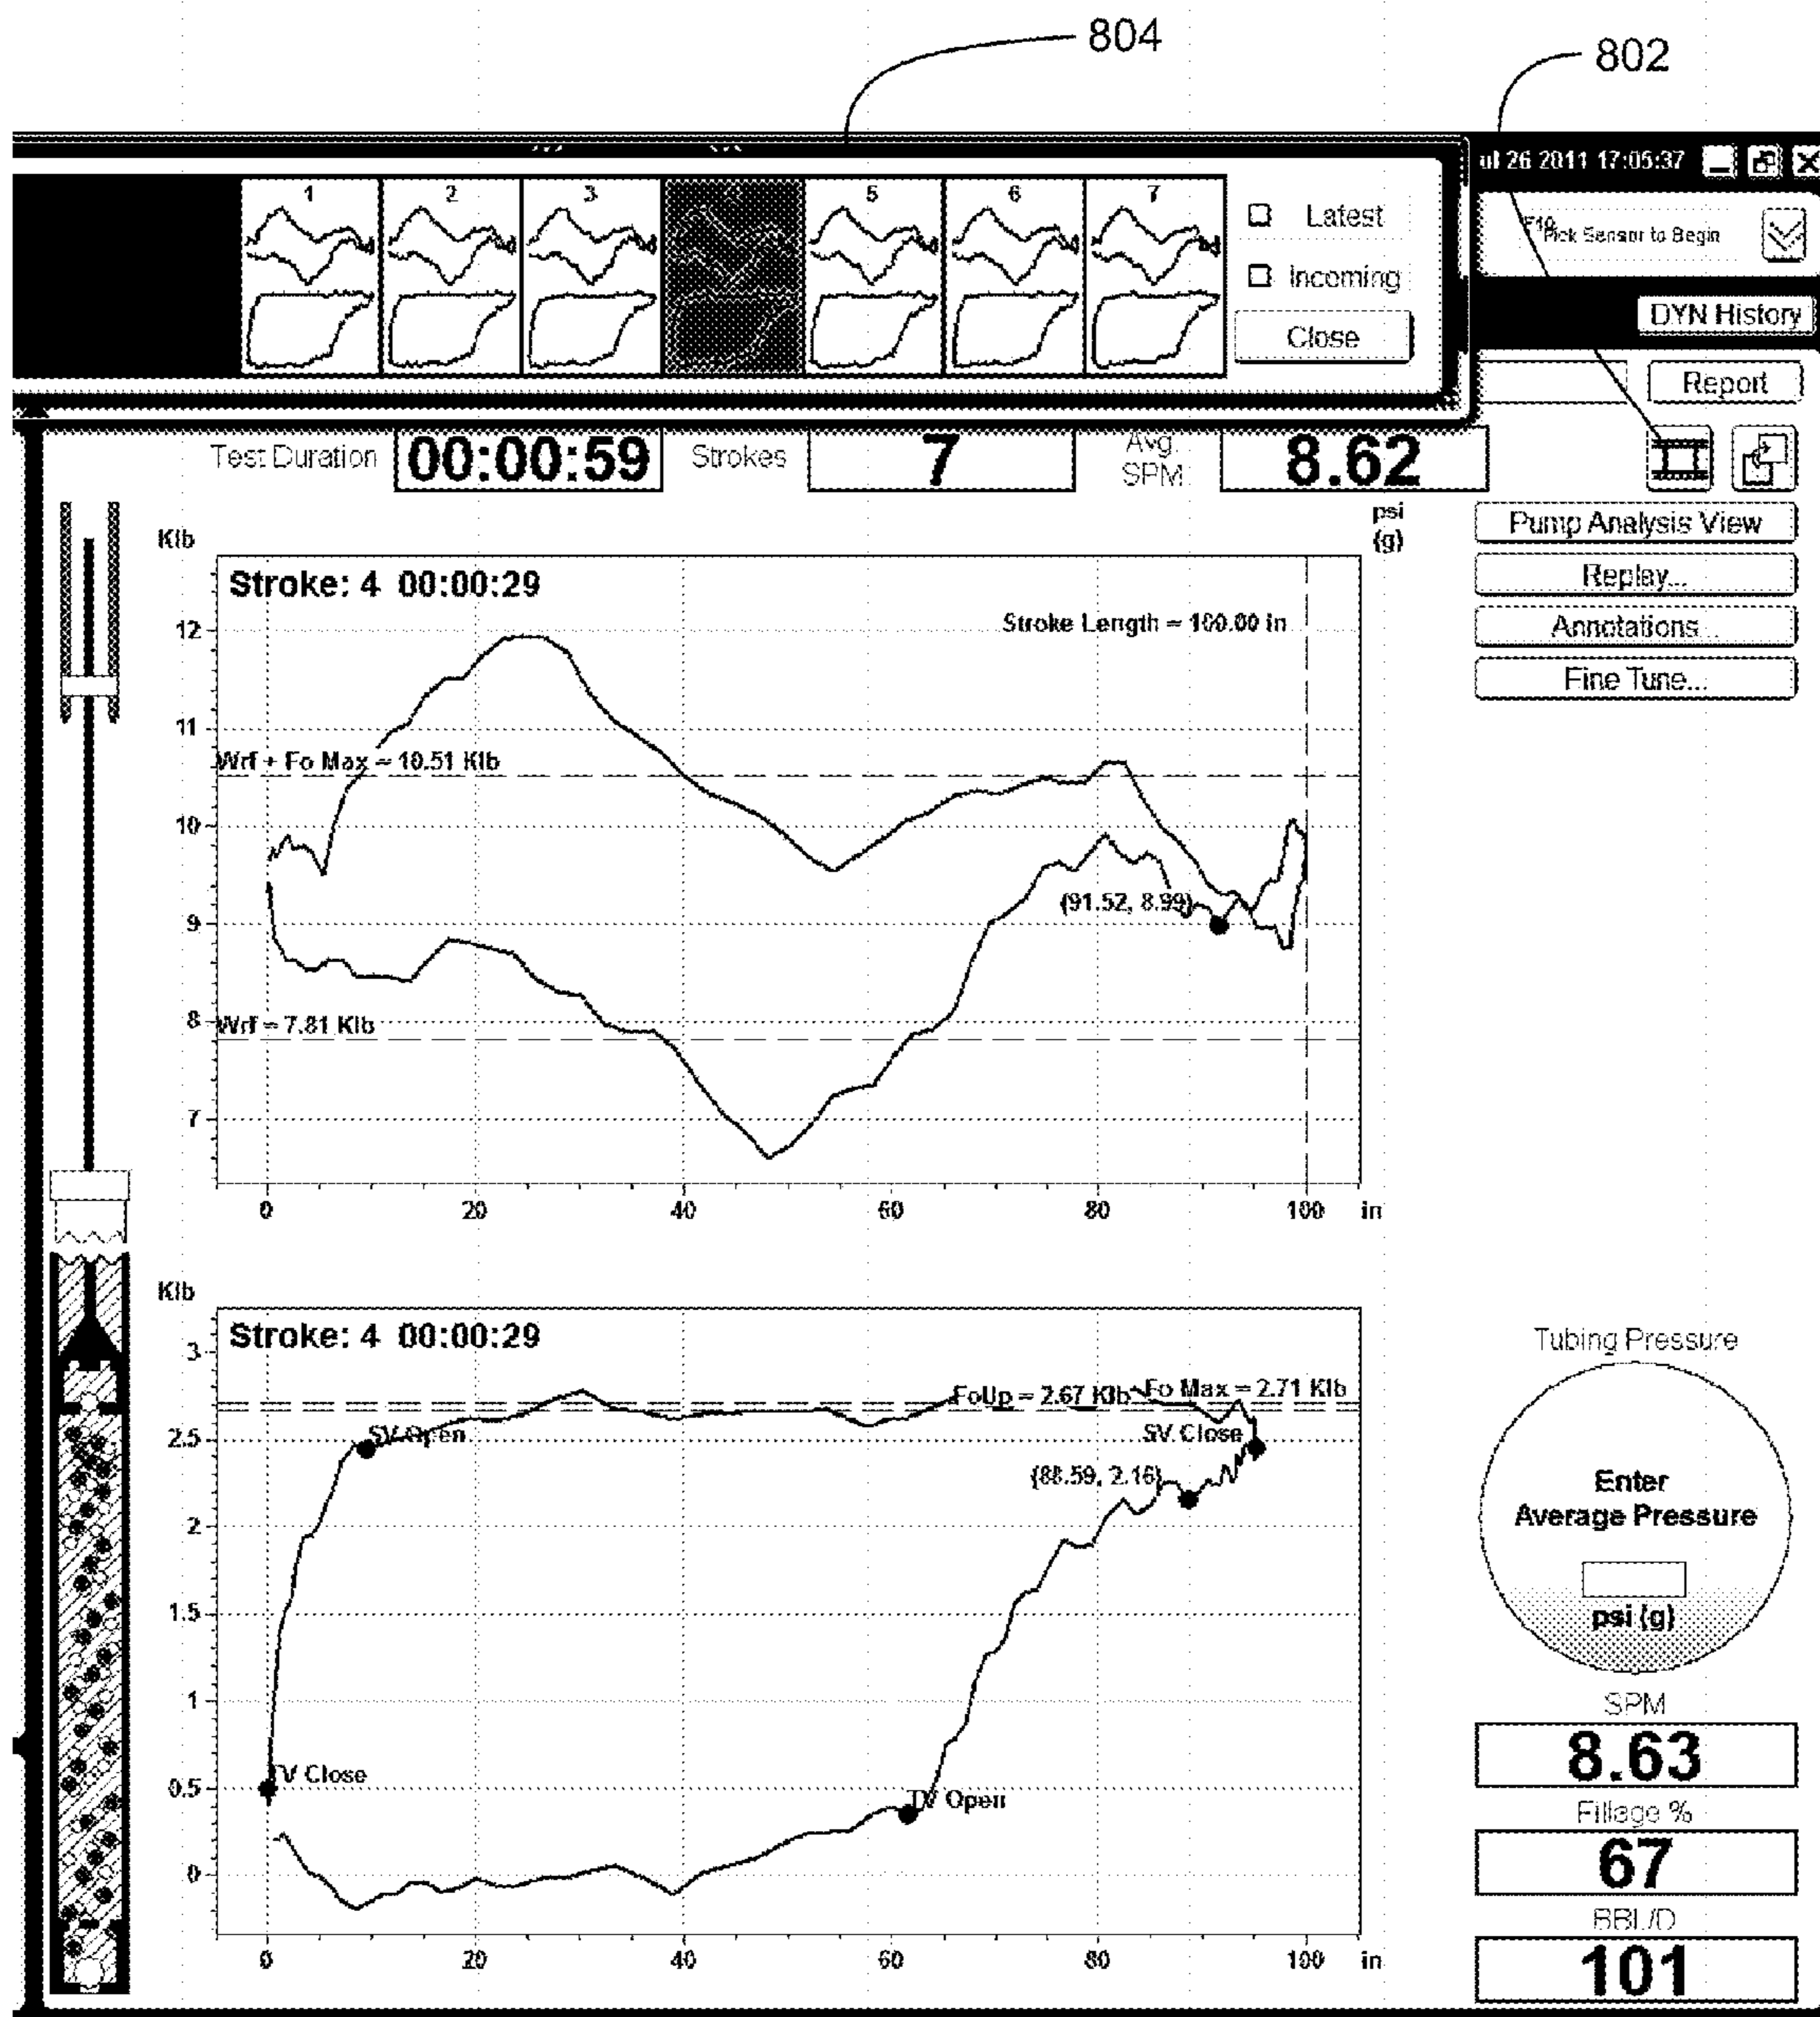 804
802
ul 26 2011 17:05:37
1 2 3 5 6 7
Latest
Incoming
Close
F10
Pick Sensor to Begin
DYN History
Report
Test Duration 00:00:59 Strokes 7 Avg. SPM 8.62
psi (g)
Pump Analysis View
Replay...
Annotations...
Fine Tune...
Klb
Stroke: 4 00:00:29
Stroke Length = 100.00 in
Wrf + Fo Max = 10.51 Klb
(91.52, 8.99)
Wrf = 7.81 Klb
12
11
10
9
8
7
0 20 40 60 80 100 in
Klb
Stroke: 4 00:00:29
FoUp = 2.67 Klb Fo Max = 2.71 Klb
SV Open
SV Close
(88.59, 2.16)
TV Close
TV Open
3
2.5
2
1.5
1
0.5
0
0 20 40 60 80 100 in
Tubing Pressure
Enter
Average Pressure
psi (g)
SPM
8.63
Fillage %
67
BBL/D
101